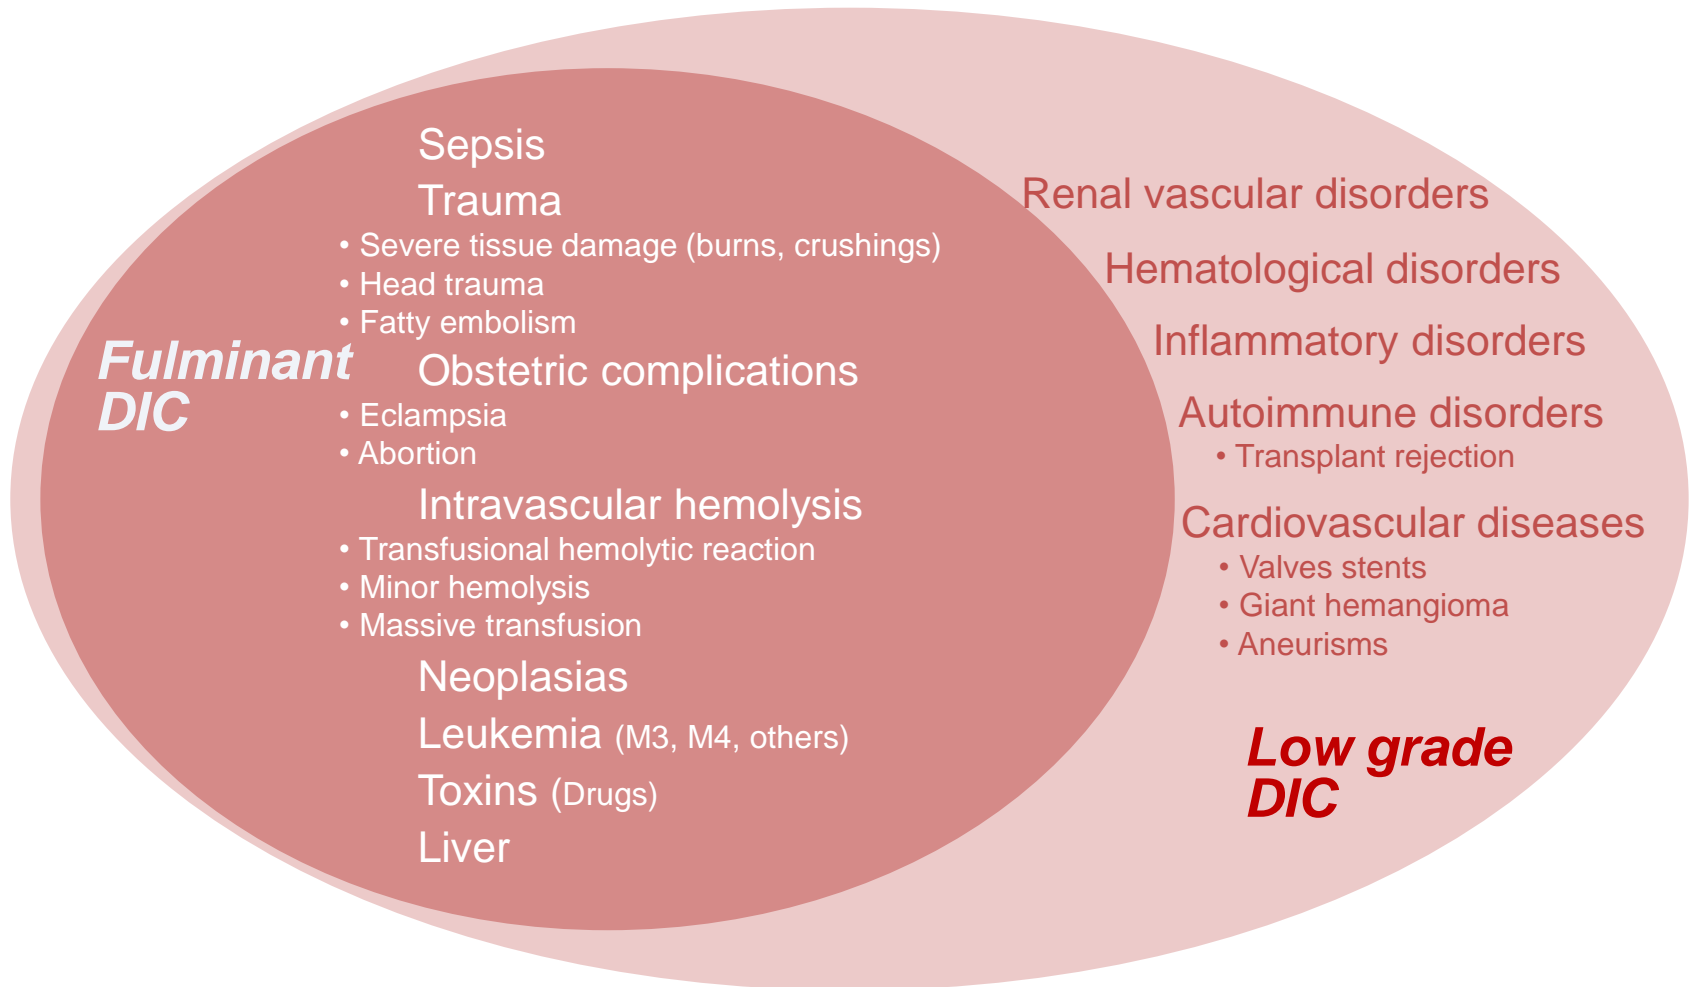 Fulminant
DIC
Sepsis
Trauma
• Severe tissue damage (burns, crushings)
• Head trauma
• Fatty embolism
Obstetric complications
• Eclampsia
• Abortion
Intravascular hemolysis
• Transfusional hemolytic reaction
• Minor hemolysis
• Massive transfusion
Neoplasias
Leukemia (M3, M4, others)
Toxins (Drugs)
Liver
Renal vascular disorders
Hematological disorders
Inflammatory disorders
Autoimmune disorders
• Transplant rejection
Cardiovascular diseases
• Valves stents
• Giant hemangioma
• Aneurisms
Low grade
DIC